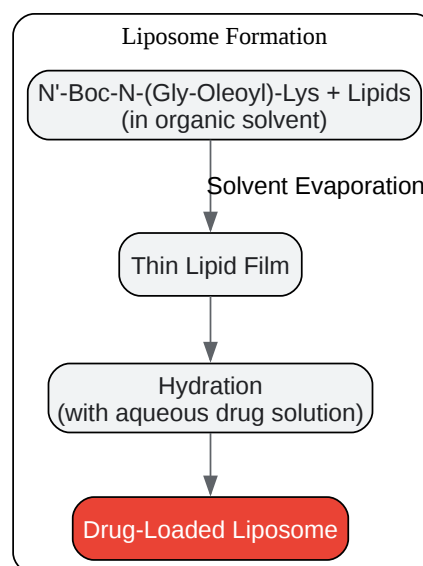 Liposome Formation
N'-Boc-N-(Gly-Oleoyl)-Lys + Lipids
(in organic solvent)
Solvent Evaporation
Thin Lipid Film
Hydration
(with aqueous drug solution)
Drug-Loaded Liposome